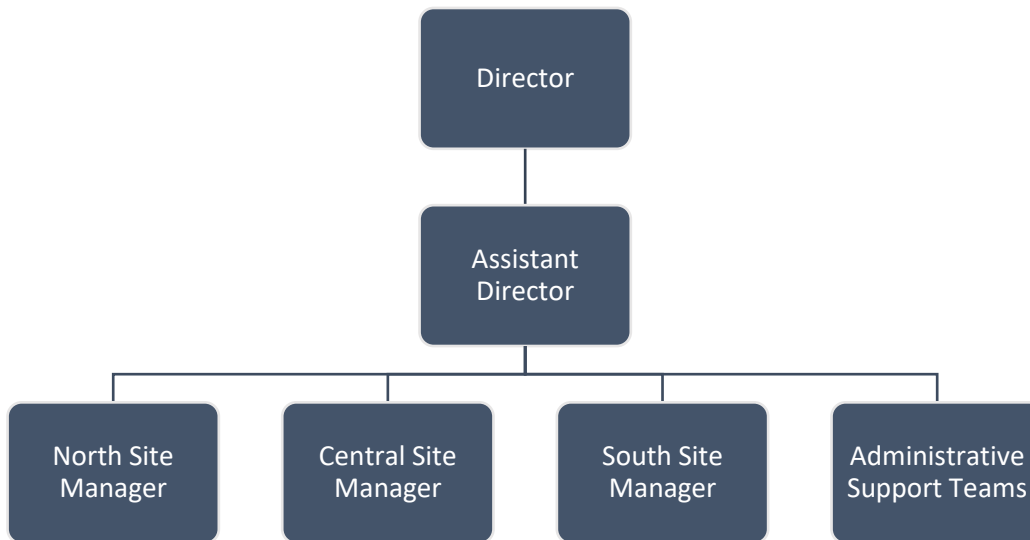 Director
Assistant
Director
North Site
Manager
Central Site
Manager
South Site
Manager
Administrative
Support Teams